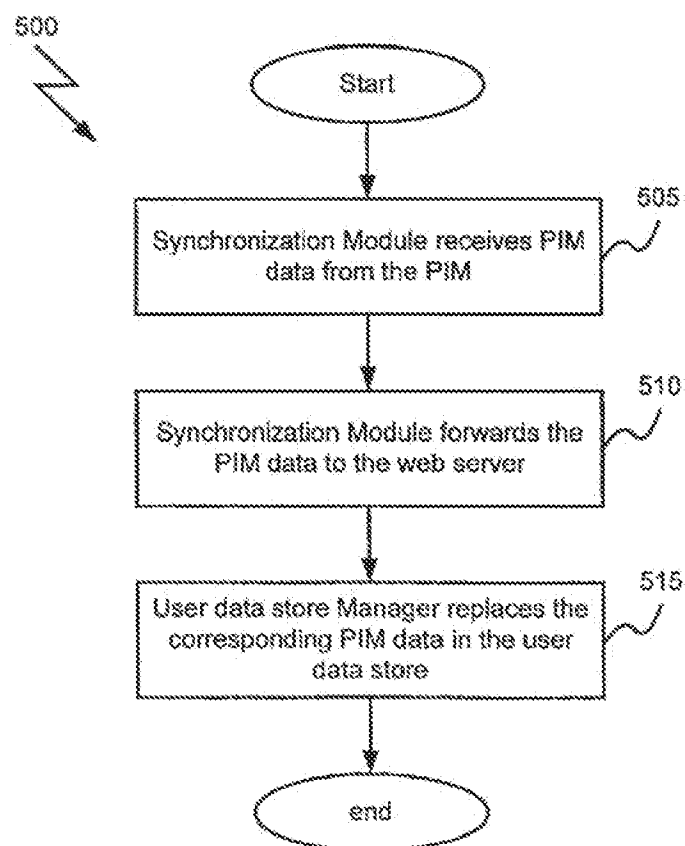 500
Start
505
Synchronization Module receives PIM
data from the PIM
510
Synchronization Module forwards the
PIM data to the web server
515
User data store Manager replaces the
corresponding PIM data in the user
data store
end